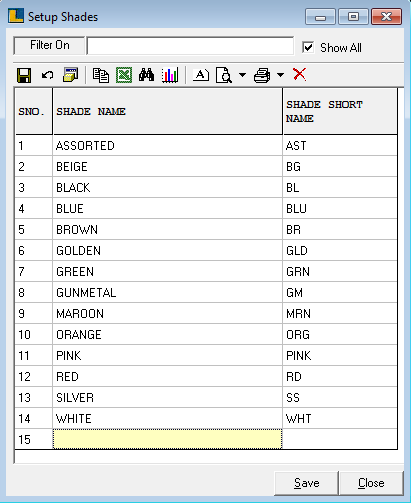 Setup Shades
Filter On Show All
SNO. SHADE NAME SHADE SHORT
NAME
1 ASSORTED AST
2 BEIGE BG
3 BLACK BL
4 BLUE BLU
5 BROWN BR
6 GOLDEN GLD
7 GREEN GRN
8 GUNMETAL GM
9 MAROON MRN
10 ORANGE ORG
11 PINK PINK
12 RED RD
13 SILVER SS
14 WHITE WHT
15
Save Close